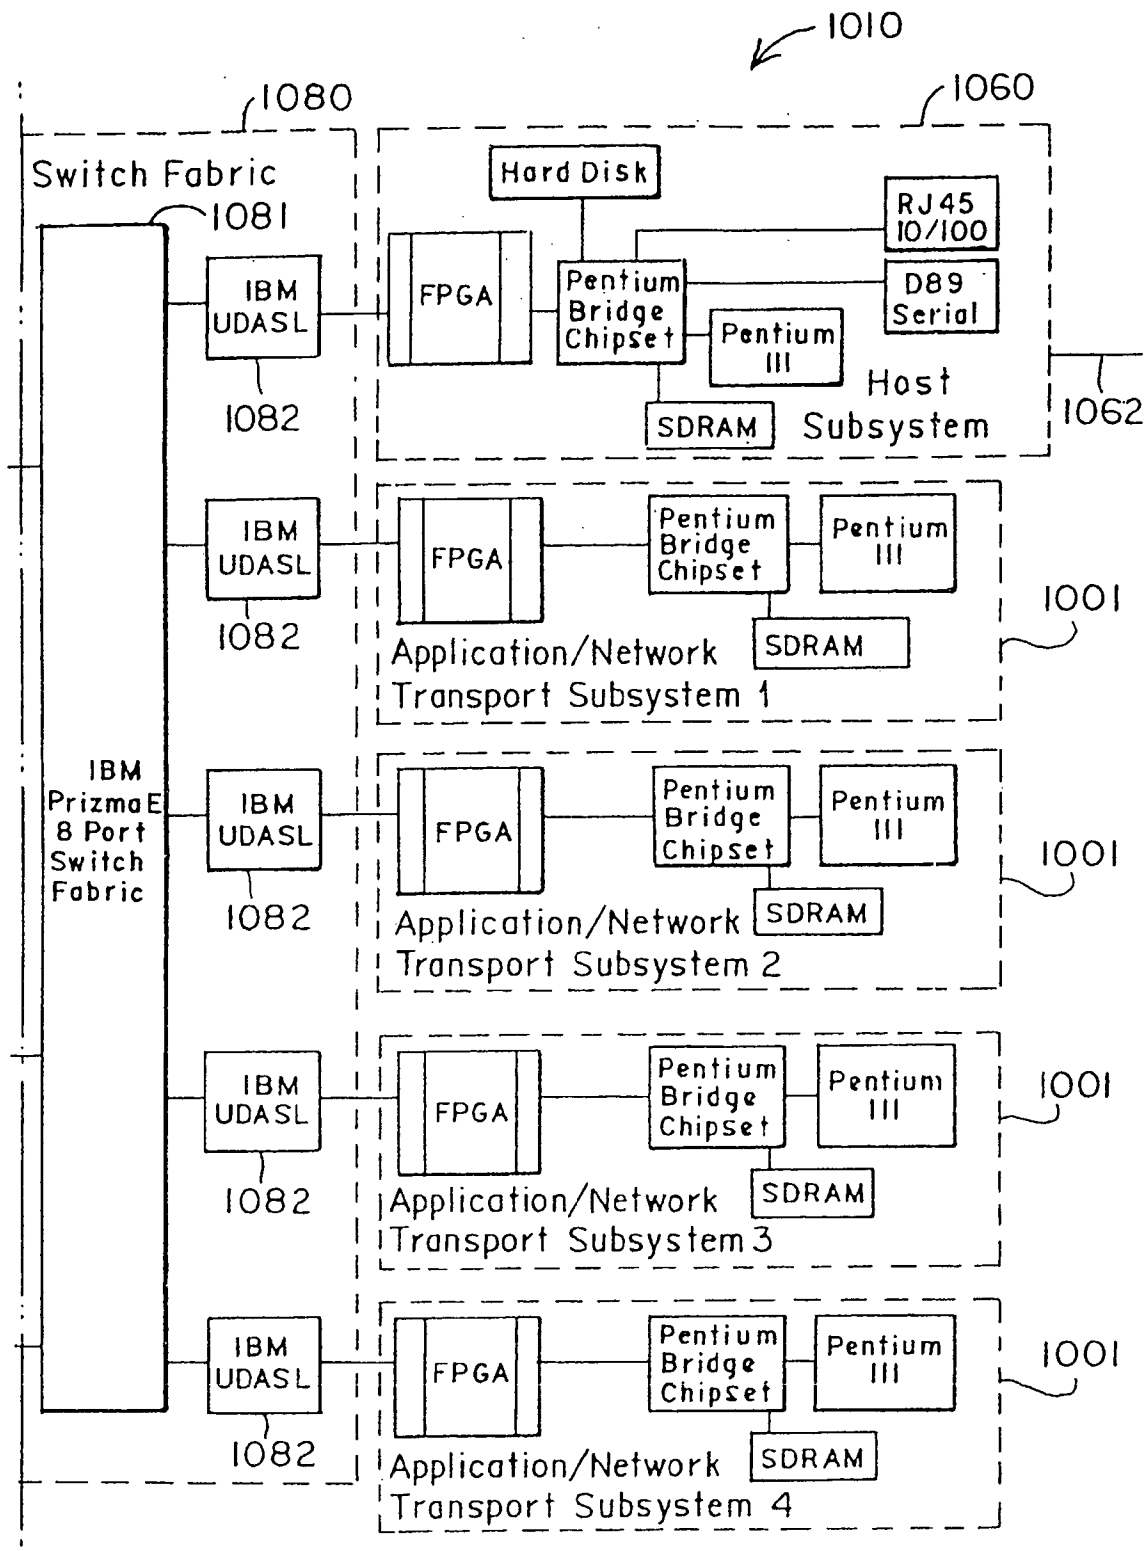 1010
1080
1060
Switch Fabric
1081
Hard Disk
RJ45
10/100
IBM
UDASL
FPGA
Pentium
Bridge
Chipset
D89
Serial
Pentium
III
1082
Host
Subsystem
1062
SDRAM
IBM
UDASL
FPGA
Pentium
Bridge
Chipset
Pentium
III
1001
1082
SDRAM
Application/Network
Transport Subsystem 1
IBM
PrizmaE
8 Port
Switch
Fabric
IBM
UDASL
FPGA
Pentium
Bridge
Chipset
Pentium
III
1001
1082
SDRAM
Application/Network
Transport Subsystem 2
IBM
UDASL
FPGA
Pentium
Bridge
Chipset
Pentium
III
1001
1082
SDRAM
Application/Network
Transport Subsystem 3
IBM
UDASL
FPGA
Pentium
Bridge
Chipset
Pentium
III
1001
1082
SDRAM
Application/Network
Transport Subsystem 4